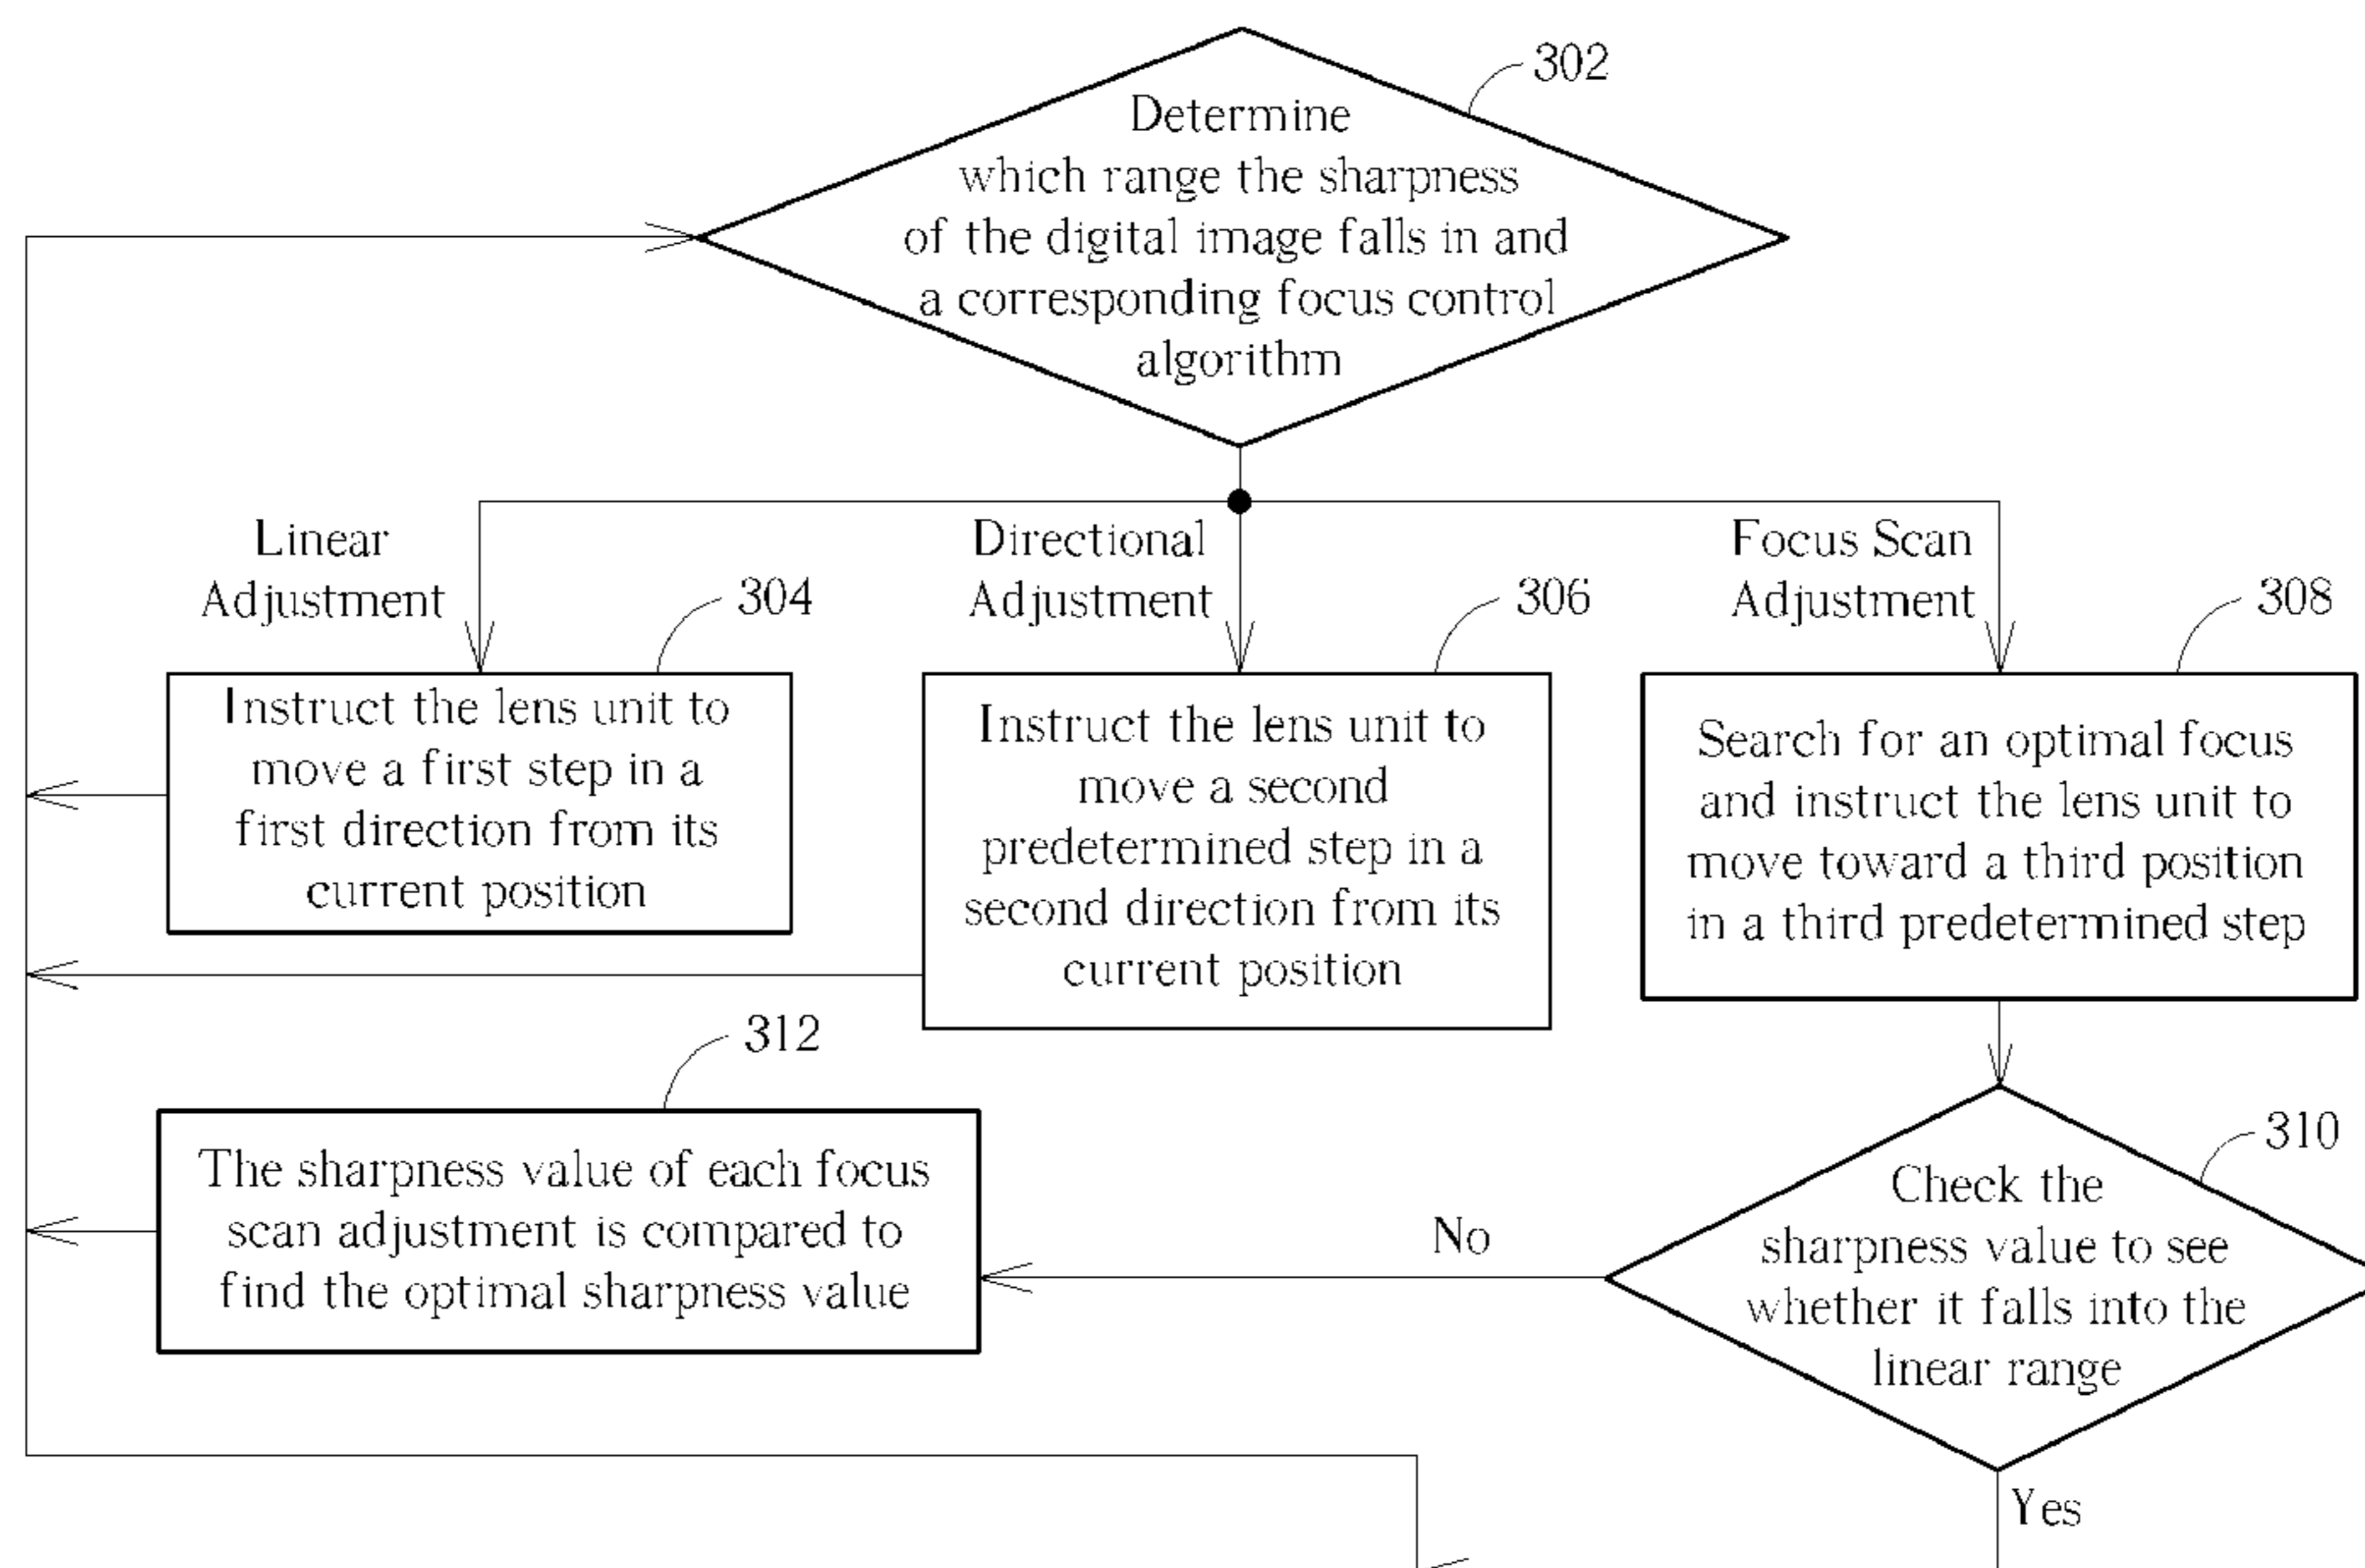 302
Determine
which range the sharpness
of the digital image falls in and
a corresponding focus control
algorithm
Linear
Adjustment
304
Directional
Adjustment
306
Focus Scan
Adjustment
308
Instruct the lens unit to
move a first step in a
first direction from its
current position
Instruct the lens unit to
move a second
predetermined step in a
second direction from its
current position
Search for an optimal focus
and instruct the lens unit to
move toward a third position
in a third predetermined step
312
The sharpness value of each focus
scan adjustment is compared to
find the optimal sharpness value
No
310
Check the
sharpness value to see
whether it falls into the
linear range
Yes